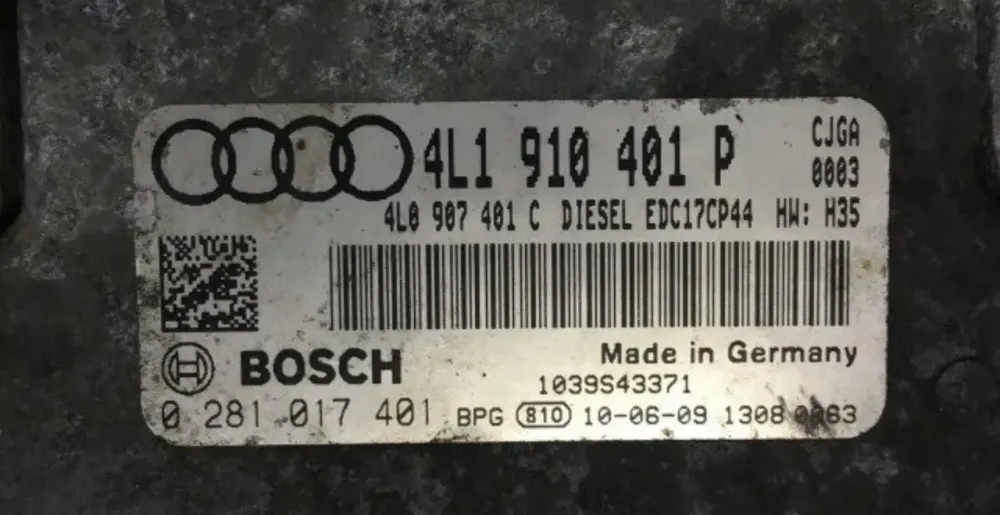 4L1 910 401 P
CJGA
0003
4L0 907 401 C DIESEL EDC17CP44 HW: H35
BOSCH
Made in Germany
1039S43371
0 281 017 401 BPG 810 10-06-09 1308